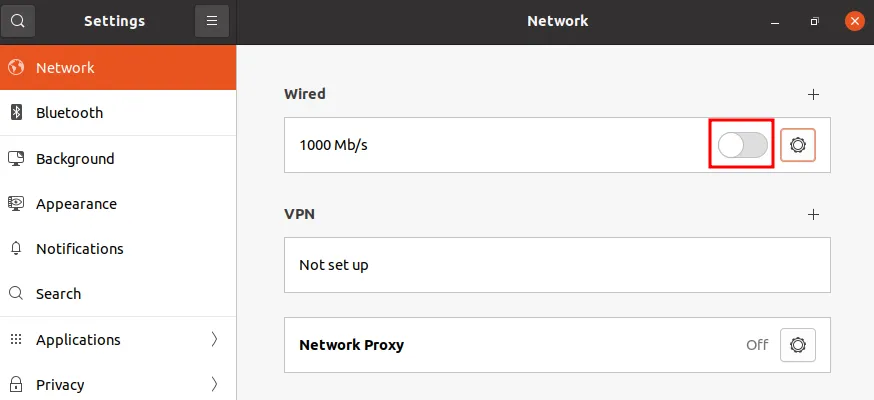 Settings
Network
Network
Bluetooth
Background
Appearance
Notifications
Search
Applications
Privacy
Wired
1000 Mb/s
VPN
Not set up
Network Proxy Off